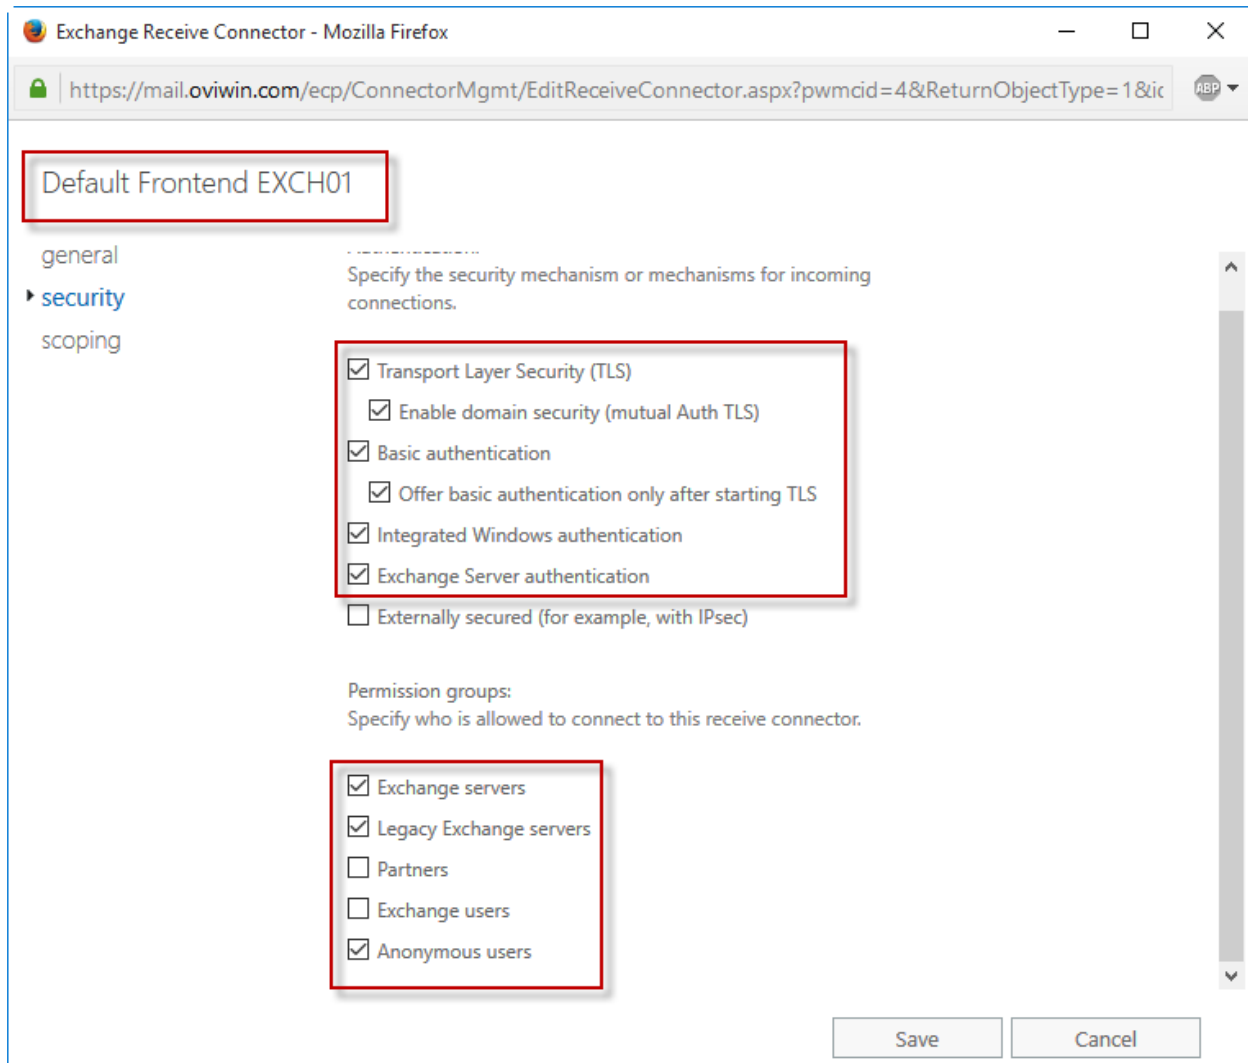 Exchange Receive Connector - Mozilla Firefox
https://mail.oviwin.com/ecp/ConnectorMgmt/EditReceiveConnector.aspx?pwmcid=4&ReturnObjectType=1&ic
ABP
Default Frontend EXCH01
general
security
scoping
Specify the security mechanism or mechanisms for incoming
connections.
Transport Layer Security (TLS)
Enable domain security (mutual Auth TLS)
Basic authentication
Offer basic authentication only after starting TLS
Integrated Windows authentication
Exchange Server authentication
Externally secured (for example, with IPsec)
Permission groups:
Specify who is allowed to connect to this receive connector.
Exchange servers
Legacy Exchange servers
Partners
Exchange users
Anonymous users
Save
Cancel